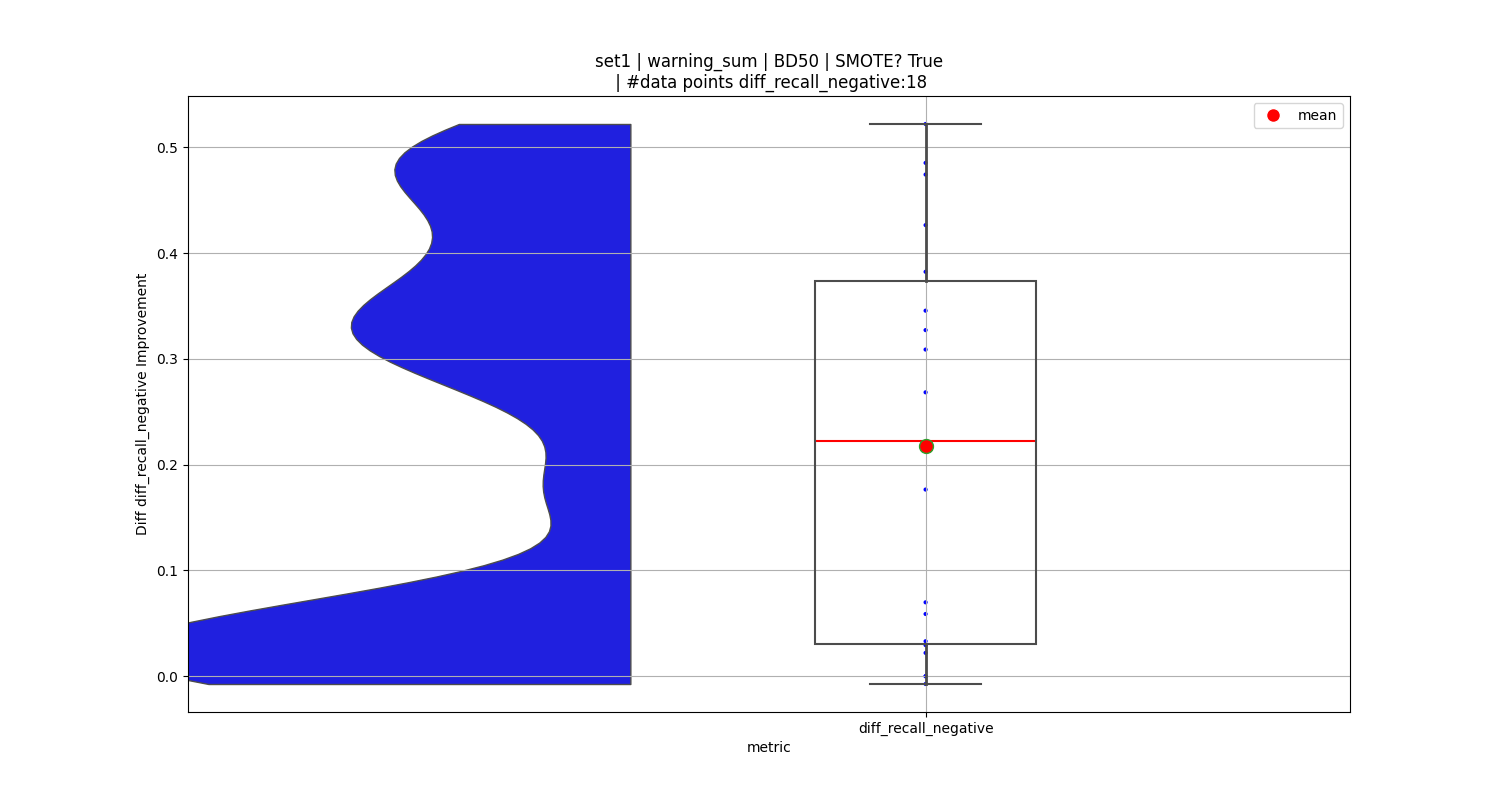 set1 | warning_sum | BD50 | SMOTE? True
| #data points diff_recall_negative:18
mean
0.5
0.4
0.3
0.2
0.1
0.0
Diff diff_recall_negative Improvement
diff_recall_negative
metric